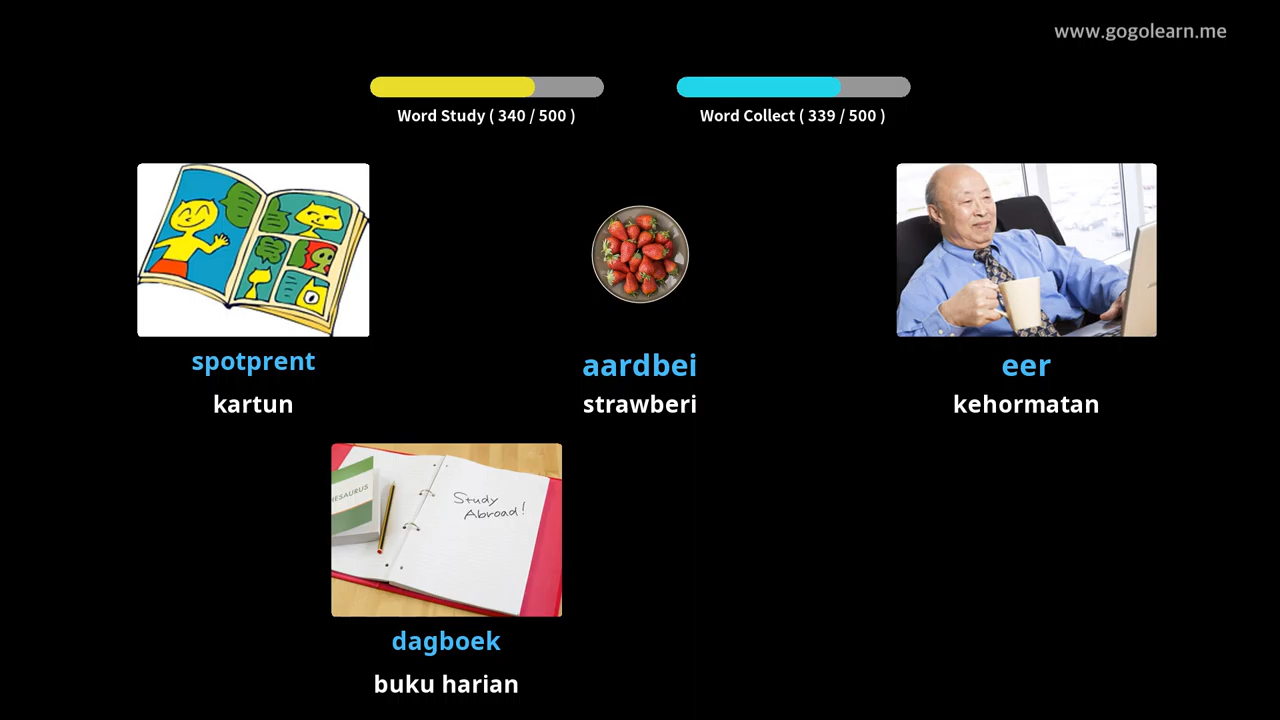 www.gogolearn.me
Word Study ( 340 / 500 )
Word Collect ( 339 / 500 )
spotprent
kartun
aardbei
strawberi
eer
kehormatan
HESAURUS
Study
Abroad!
dagboek
buku harian